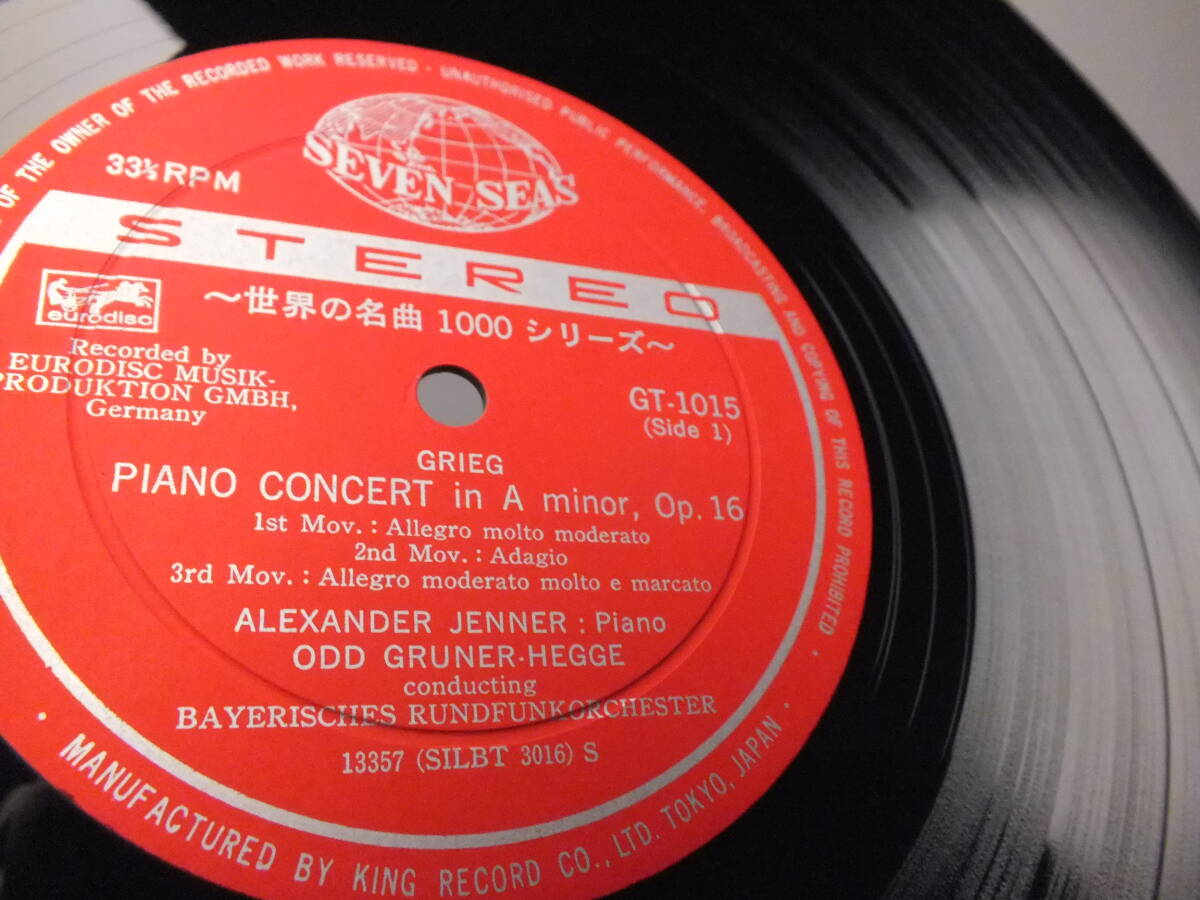 OF THE OWNER OF THE RECORDED WORK RESERVED · UNAUTHORISED PUBLIC PERFORMANCE, BROADCASTING AND COPYING OF THIS RECORD PROHIBITED ·
SEVEN SEAS
33⅓ RPM
STEREO
～世界の名曲 1000 シリーズ～
eurodisc
Recorded by
EURODISC MUSIK-
PRODUKTION GMBH,
Germany
GT-1015
(Side 1)
GRIEG
PIANO CONCERT in A minor, Op. 16
1st Mov. : Allegro molto moderato
2nd Mov. : Adagio
3rd Mov. : Allegro moderato molto e marcato
ALEXANDER JENNER : Piano
ODD GRUNER-HEGGE
conducting
BAYERISCHES RUNDFUNKORCHESTER
13357 (SILBT 3016) S
· MANUFACTURED BY KING RECORD CO., LTD. TOKYO, JAPAN ·